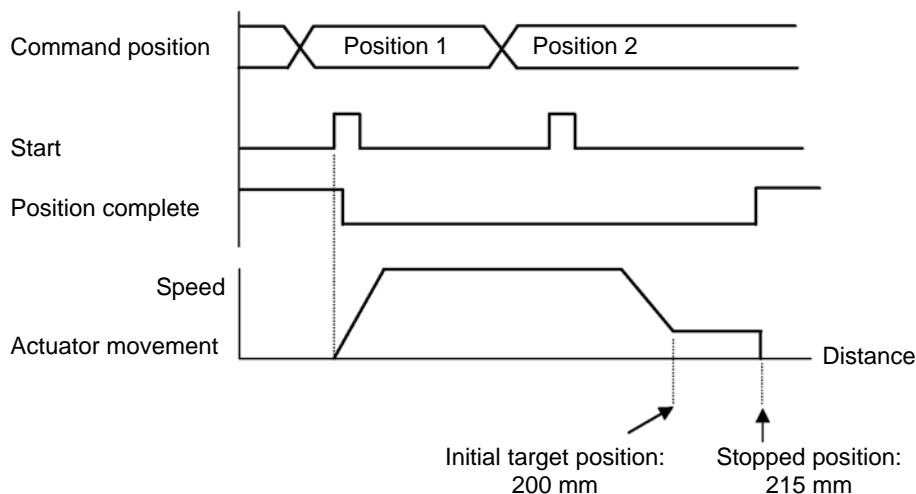 Command position
Position 1
Position 2
Start
Position complete
Speed
Actuator movement
Distance
Initial target position:
200 mm
Stopped position:
215 mm